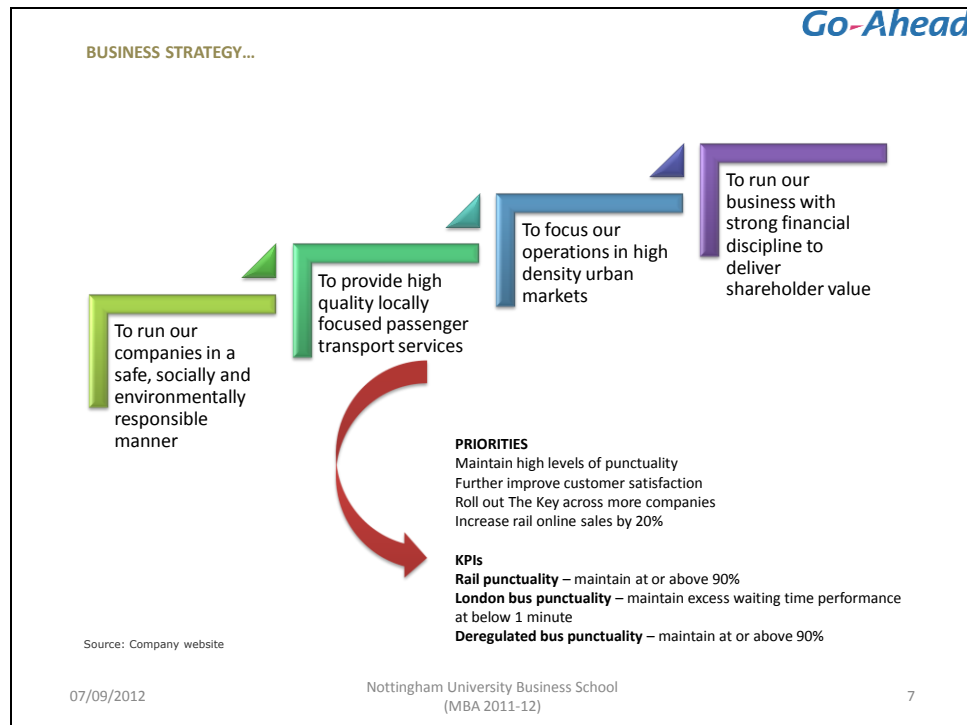 Go-Ahead
BUSINESS STRATEGY…
To run our
companies in a
safe, socially and
environmentally
responsible
manner
To provide high
quality locally
focused passenger
transport services
To focus our
operations in high
density urban
markets
To run our
business with
strong financial
discipline to
deliver
shareholder value
PRIORITIES
Maintain high levels of punctuality
Further improve customer satisfaction
Roll out The Key across more companies
Increase rail online sales by 20%
KPIs
Rail punctuality – maintain at or above 90%
London bus punctuality – maintain excess waiting time performance
at below 1 minute
Deregulated bus punctuality – maintain at or above 90%
Source: Company website
07/09/2012
Nottingham University Business School
(MBA 2011-12)
7